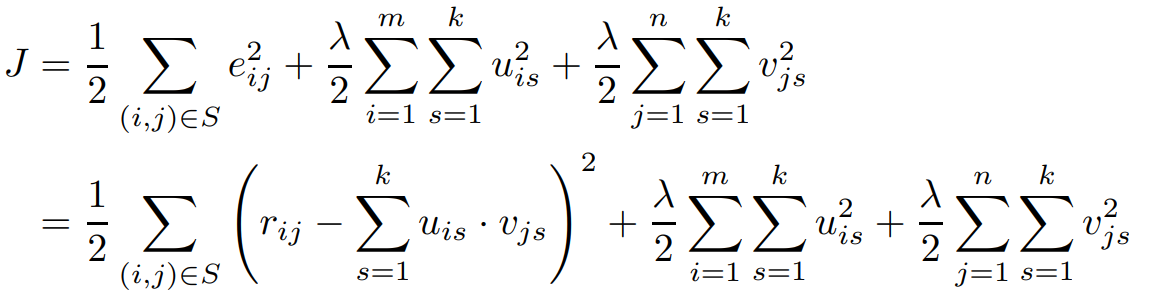 J = \frac{1}{2} \sum_{(i,j) \in S} e_{ij}^2 + \frac{\lambda}{2} \sum_{i=1}^{m} \sum_{s=1}^{k} u_{is}^2 + \frac{\lambda}{2} \sum_{j=1}^{n} \sum_{s=1}^{k} v_{js}^2
= \frac{1}{2} \sum_{(i,j) \in S} \left( r_{ij} - \sum_{s=1}^{k} u_{is} \cdot v_{js} \right)^2 + \frac{\lambda}{2} \sum_{i=1}^{m} \sum_{s=1}^{k} u_{is}^2 + \frac{\lambda}{2} \sum_{j=1}^{n} \sum_{s=1}^{k} v_{js}^2